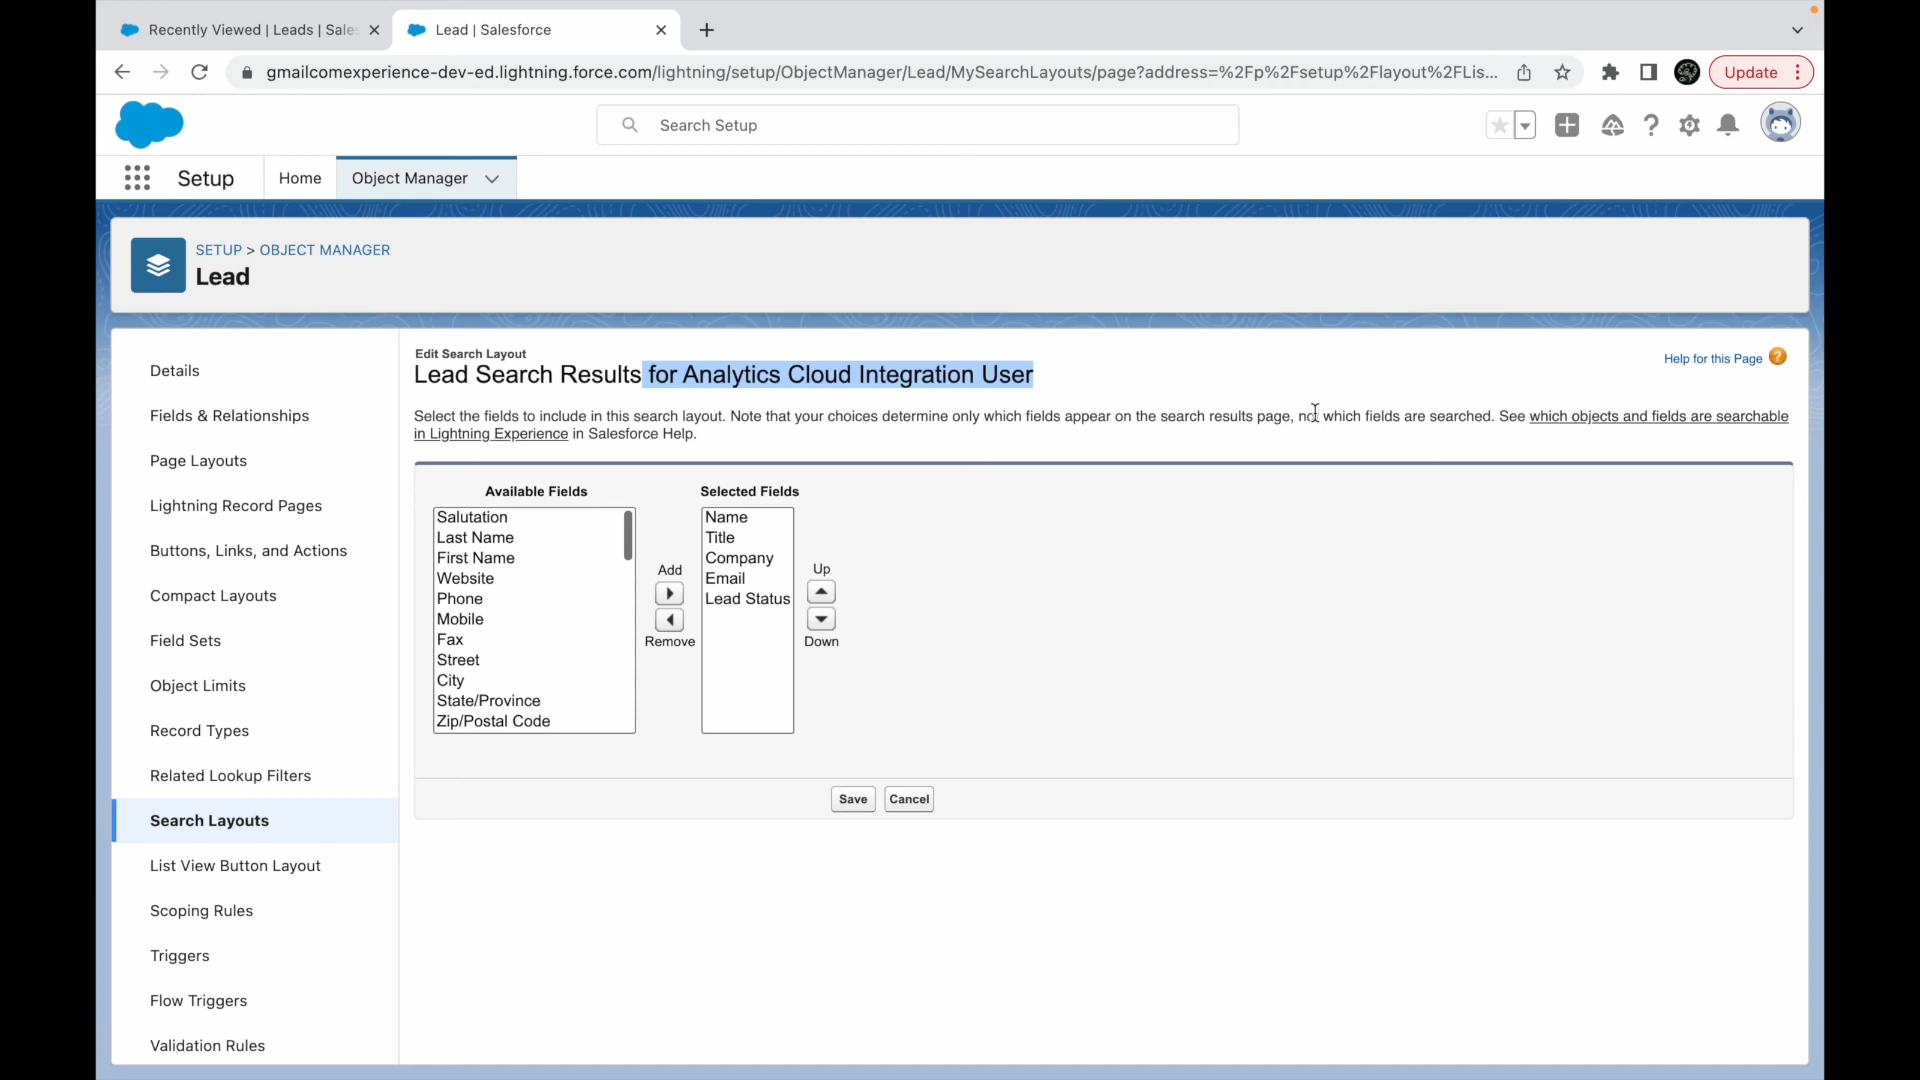 Recently Viewed | Leads | Sale
Lead | Salesforce
gmailcomexperience-dev-ed.lightning.force.com/lightning/setup/ObjectManager/Lead/MySearchLayouts/page?address=%2Fp%2Fsetup%2Flayout%2FLis...
Update
Search Setup
Setup
Home
Object Manager
SETUP > OBJECT MANAGER
Lead
Details
Fields & Relationships
Page Layouts
Lightning Record Pages
Buttons, Links, and Actions
Compact Layouts
Field Sets
Object Limits
Record Types
Related Lookup Filters
Search Layouts
List View Button Layout
Scoping Rules
Triggers
Flow Triggers
Validation Rules
Edit Search Layout
Lead Search Results for Analytics Cloud Integration User
Help for this Page
Select the fields to include in this search layout. Note that your choices determine only which fields appear on the search results page, not which fields are searched. See which objects and fields are searchable
in Lightning Experience in Salesforce Help.
Available Fields
Salutation
Last Name
First Name
Website
Phone
Mobile
Fax
Street
City
State/Province
Zip/Postal Code
Add
Remove
Selected Fields
Name
Title
Company
Email
Lead Status
Up
Down
Save
Cancel